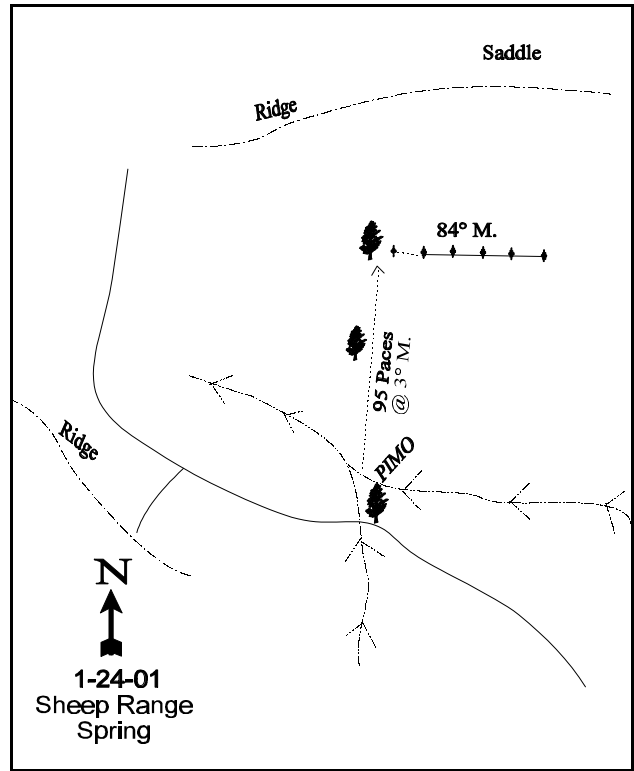 Saddle
Ridge
84° M.
95 Paces
@ 3° M.
Ridge
PIMO
N
1-24-01
Sheep Range
Spring